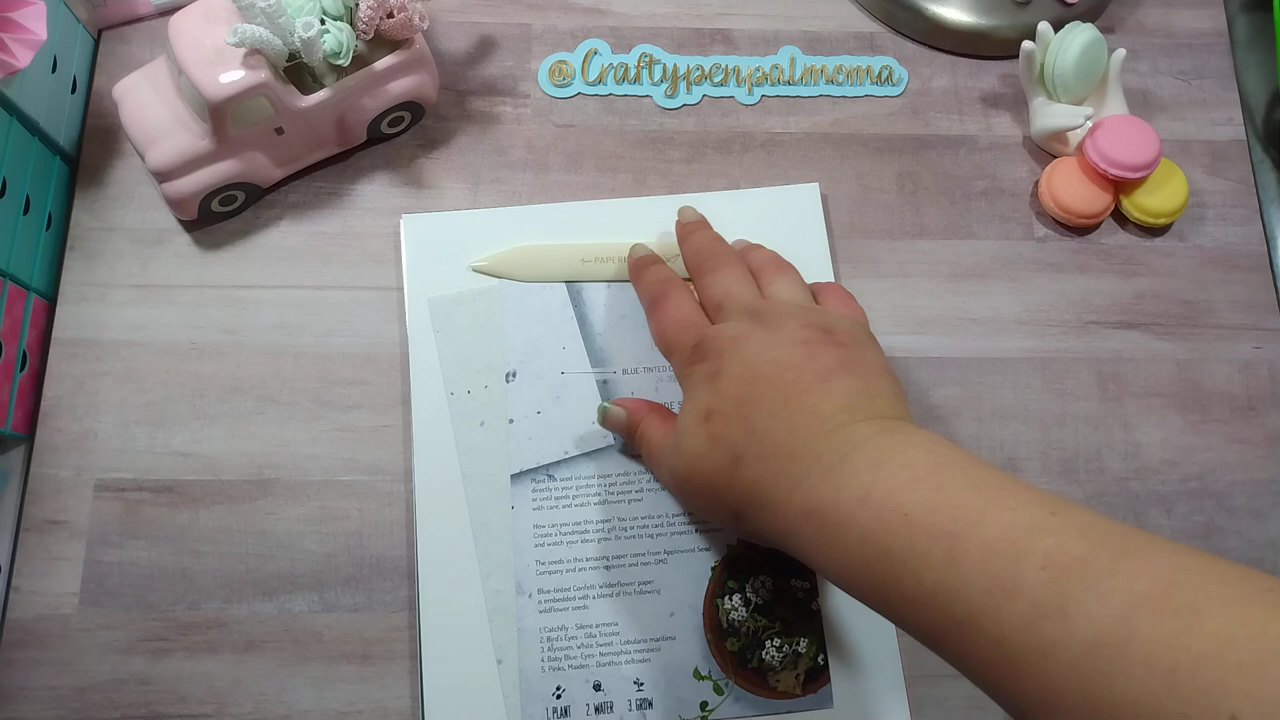 @Craftypenpalmoma
BLUE-TINTED
Plant this seed infused paper under a thin
directly in your garden in a pot under ¼" of
or until seeds germinate. The paper will recycle
with care, and watch wildflowers grow!
How can you use this paper? You can write on it, paint
Create a handmade card, gift tag or note card. Get creative
and watch your ideas grow. Be sure to tag your projects
The seeds in this amazing paper come from Applewood Seed
Company and are non-invasive and non-GMO.
Blue-tinted Confetti Wilderflower paper
is embedded with a blend of the following
wildflower seeds:
1. Catchfly - Silene armeria
2. Bird's Eyes - Gilia Tricolor
3. Alyssum, White Sweet - Lobularia maritima
4. Baby Blue-Eyes- Nemophila menziesii
5. Pinks, Maiden - Dianthus deltoides
1. PLANT 2. WATER 3. GROW